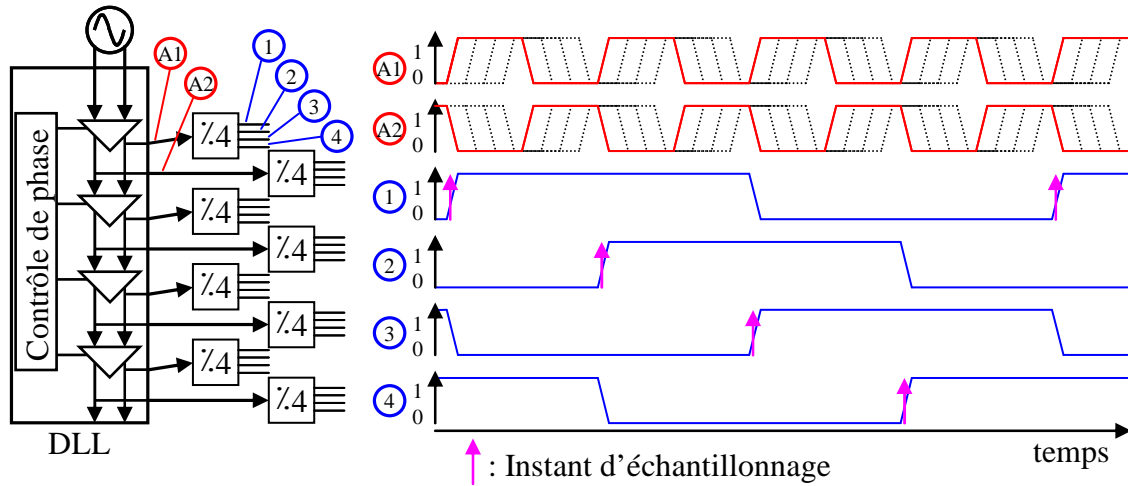 A1
A2
1
2
3
4
Contrôle de phase
⁒4
⁒4
⁒4
⁒4
⁒4
⁒4
⁒4
⁒4
DLL
A1 1 0
A2 1 0
1 1 0
2 1 0
3 1 0
4 1 0
temps
: Instant d'échantillonnage